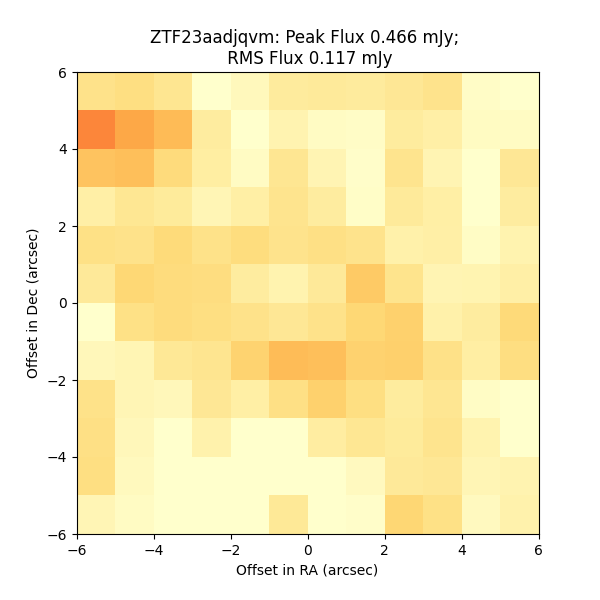 ZTF23aadjqvm: Peak Flux 0.466 mJy;
RMS Flux 0.117 mJy
6
4
2
0
−2
−4
−6
Offset in Dec (arcsec)
−6 −4 −2 0 2 4 6
Offset in RA (arcsec)